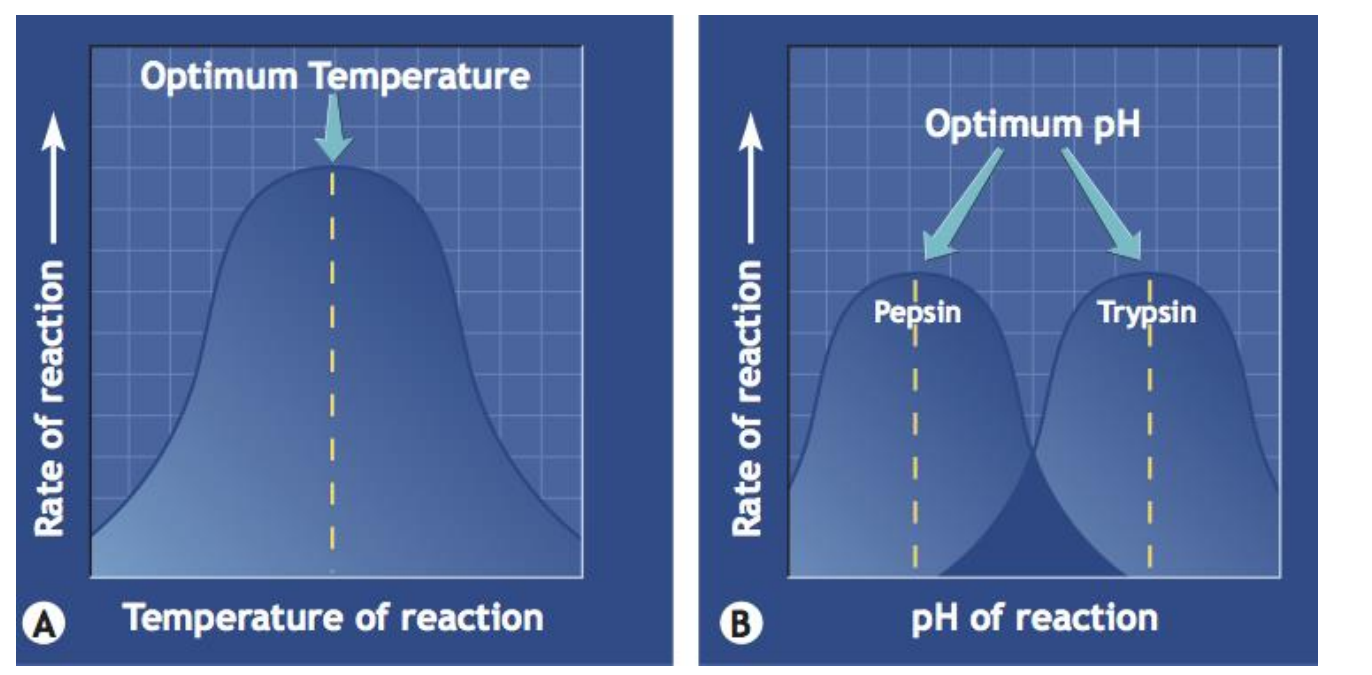 Optimum Temperature
Rate of reaction
Temperature of reaction
A
Optimum pH
Pepsin
Trypsin
Rate of reaction
pH of reaction
B